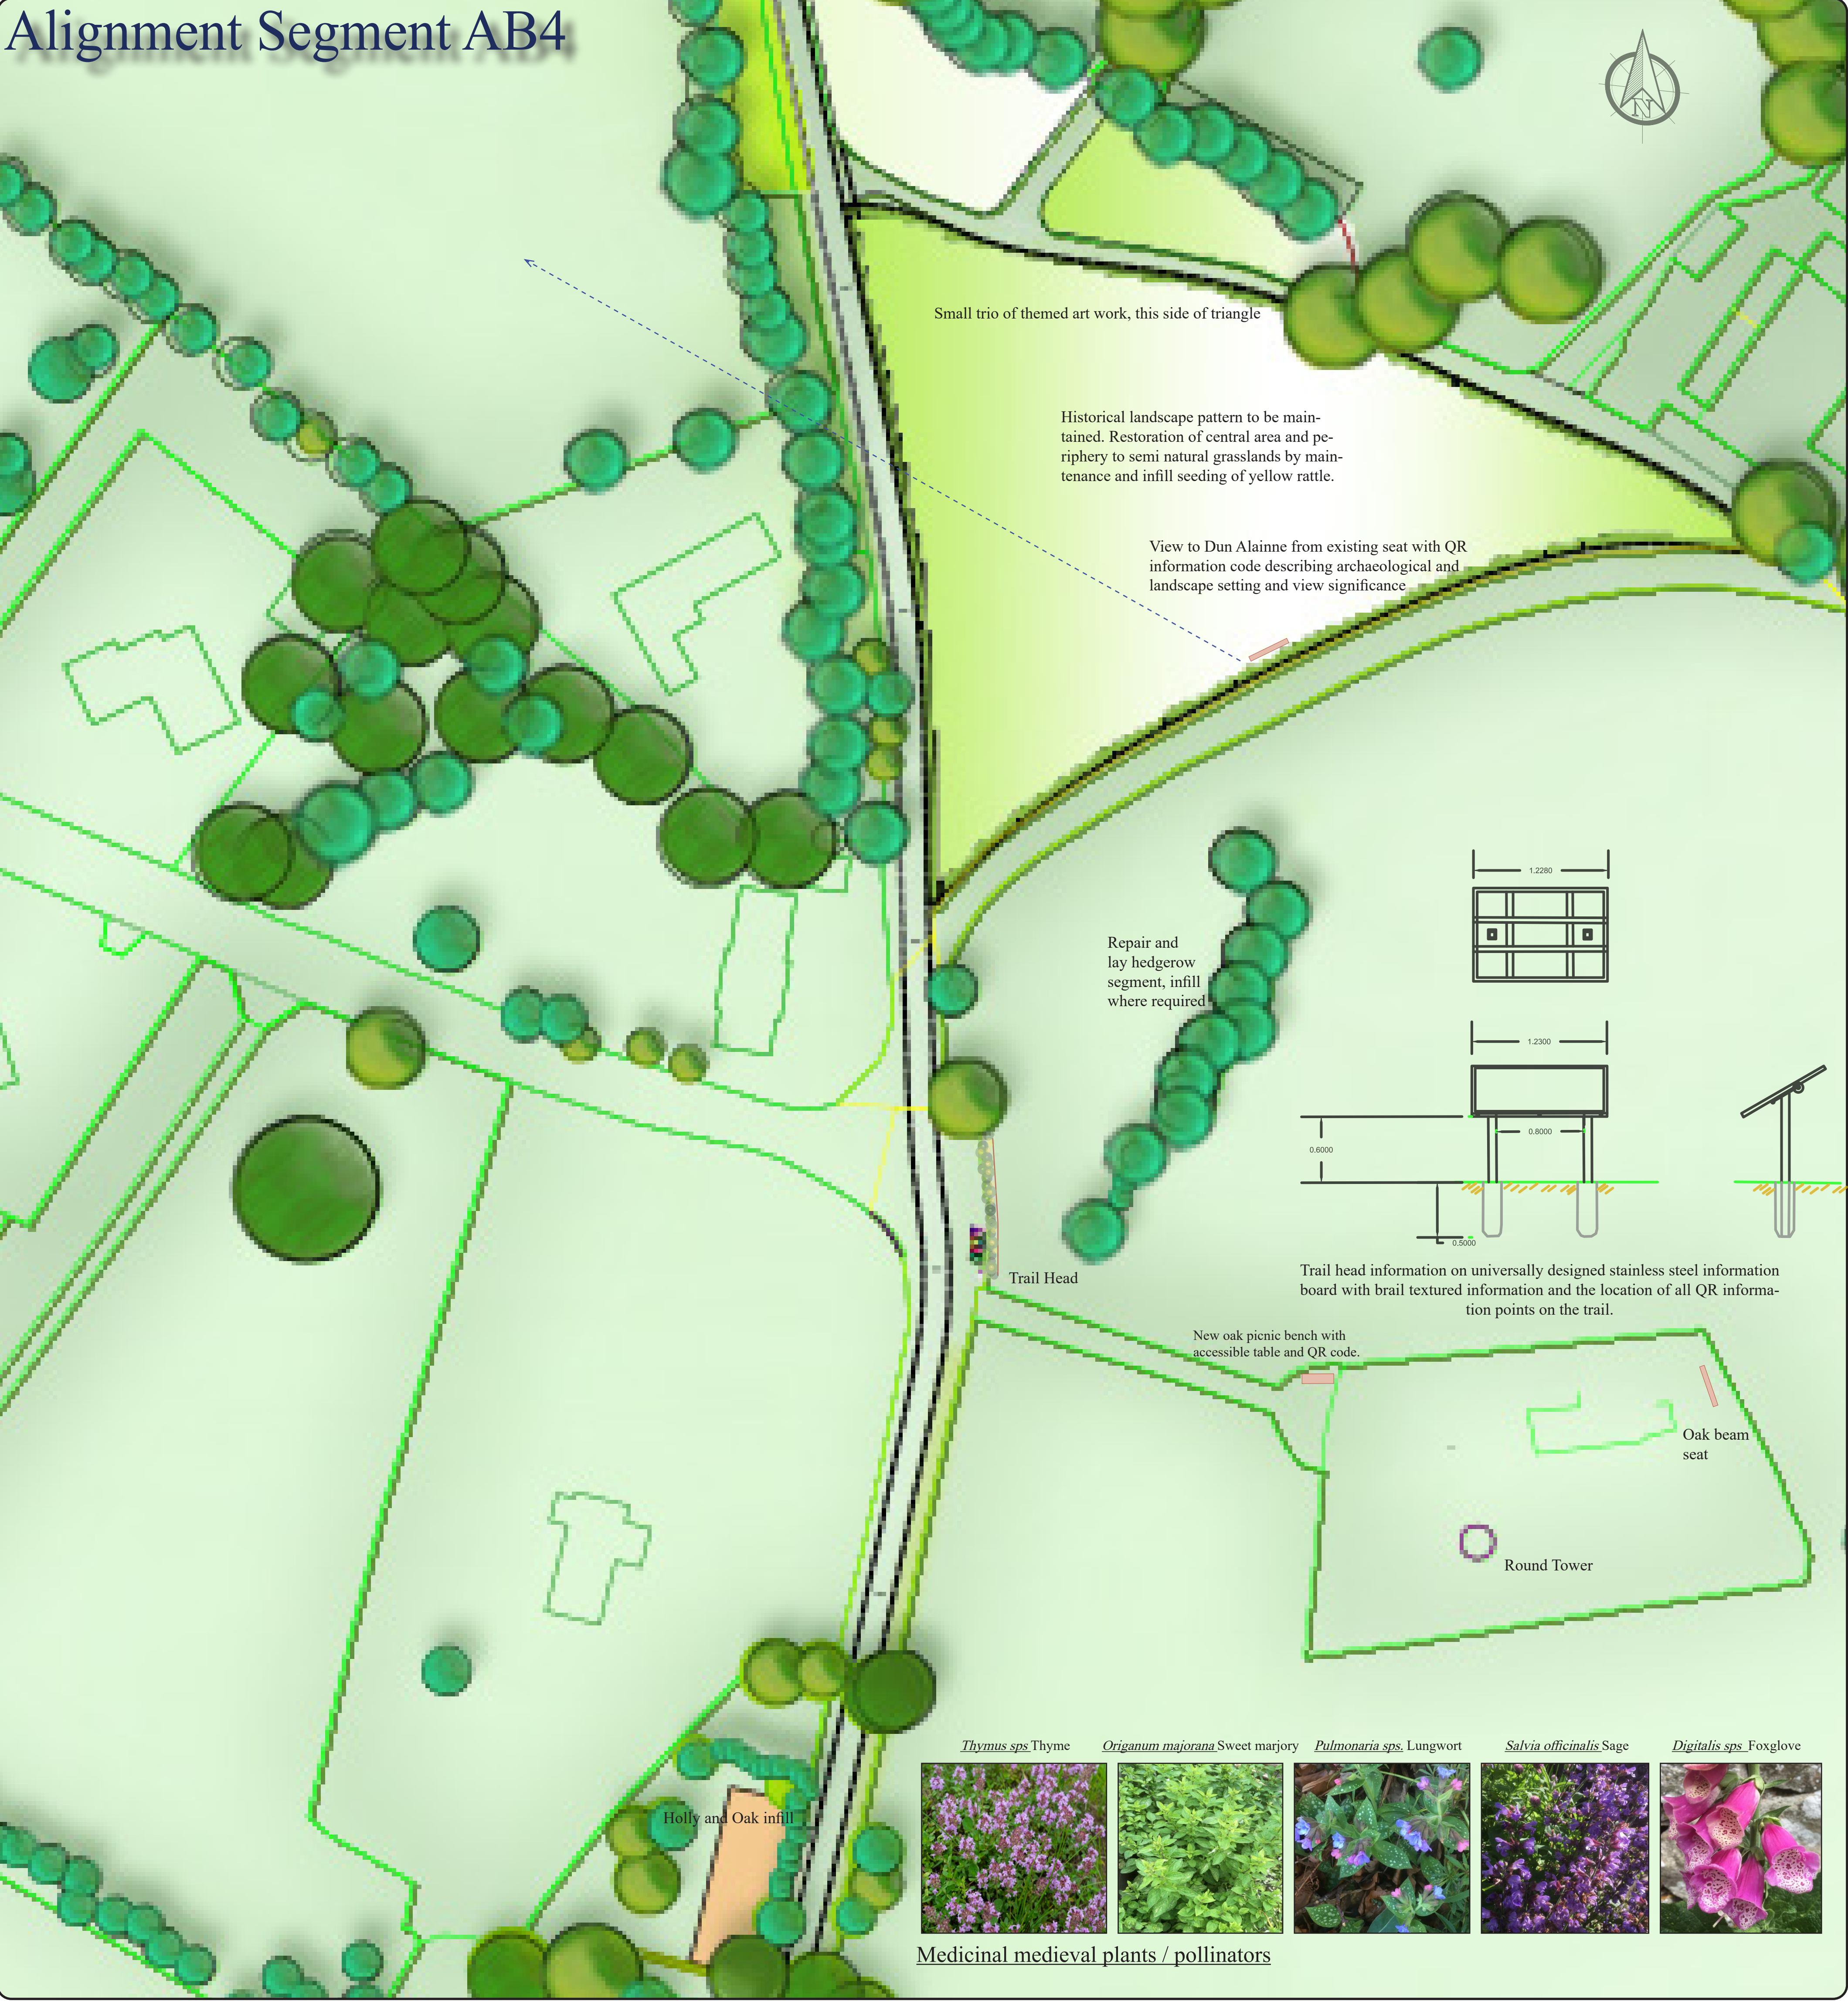 Alignment Segment AB4
N
Small trio of themed art work, this side of triangle
Historical landscape pattern to be main-
tained. Restoration of central area and pe-
riphery to semi natural grasslands by main-
tenance and infill seeding of yellow rattle.
View to Dun Alainne from existing seat with QR
information code describing archaeological and
landscape setting and view significance
Repair and
lay hedgerow
segment, infill
where required
1.2280
1.2300
0.8000
0.6000
0.5000
Trail Head
Trail head information on universally designed stainless steel information
board with brail textured information and the location of all QR informa-
tion points on the trail.
New oak picnic bench with
accessible table and QR code.
Oak beam
seat
Round Tower
Holly and Oak infill
Thymus sps Thyme
Origanum majorana Sweet marjory
Pulmonaria sps. Lungwort
Salvia officinalis Sage
Digitalis sps Foxglove
Medicinal medieval plants / pollinators